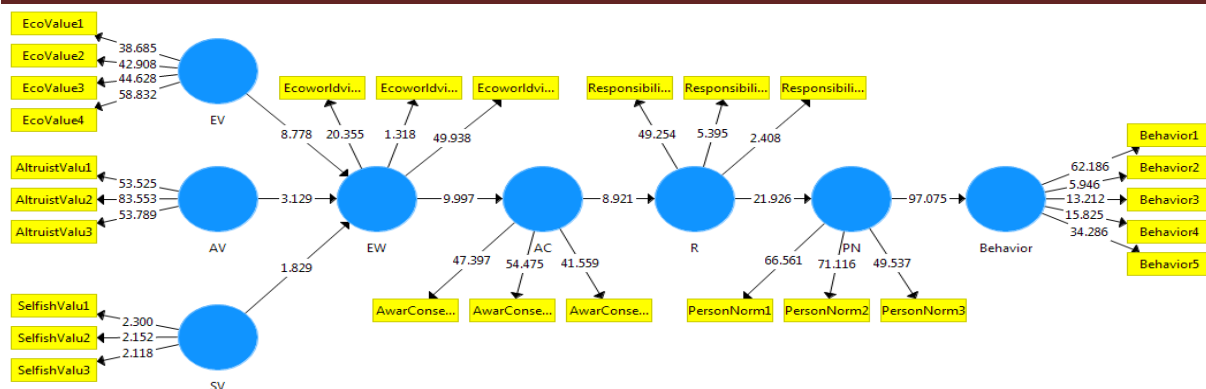 EcoValue1
EcoValue2
EcoValue3
EcoValue4
38.685
42.908
44.628
58.832
EV
8.778
Ecoworldvi...
Ecoworldvi...
Ecoworldvi...
20.355
1.318
49.938
Responsibili...
Responsibili...
Responsibili...
49.254
5.395
2.408
AltruistValu1
AltruistValu2
AltruistValu3
53.525
83.553
53.789
AV
3.129
EW
9.997
AC
8.921
R
21.926
PN
97.075
Behavior
62.186
5.946
13.212
15.825
34.286
Behavior1
Behavior2
Behavior3
Behavior4
Behavior5
47.397
54.475
41.559
AwarConse...
AwarConse...
AwarConse...
66.561
71.116
49.537
PersonNorm1
PersonNorm2
PersonNorm3
1.829
SelfishValu1
SelfishValu2
SelfishValu3
2.300
2.152
2.118
SV